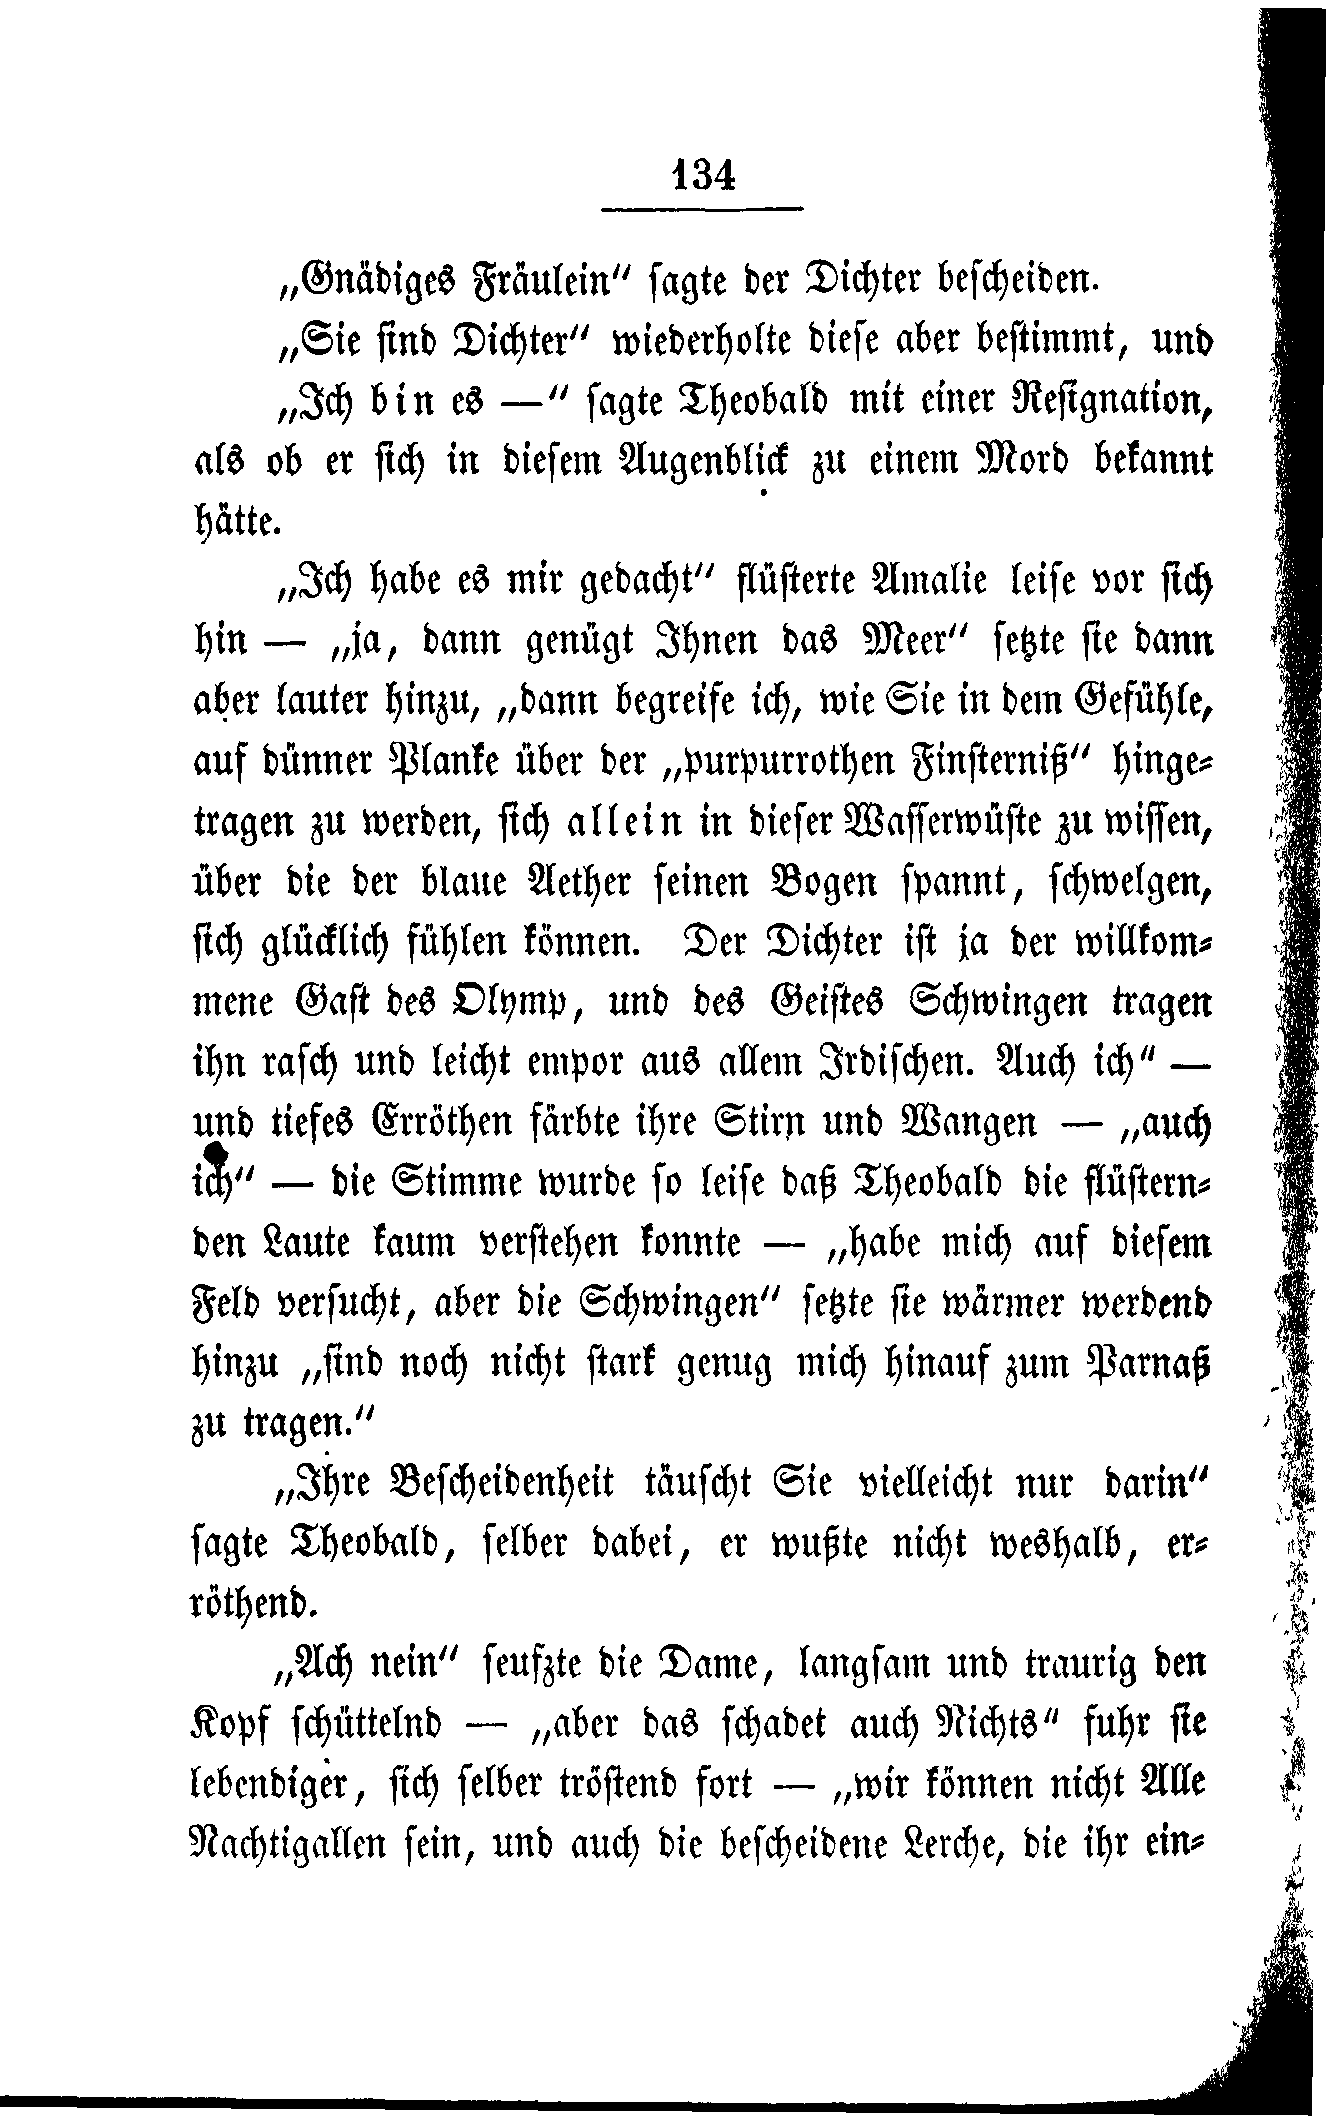 134
„Gnädiges Fräulein“ sagte der Dichter bescheiden.
„Sie sind Dichter“ wiederholte diese aber bestimmt, und
„Ich bin es —“ sagte Theobald mit einer Resignation,
als ob er sich in diesem Augenblick zu einem Mord bekannt
hätte.
„Ich habe es mir gedacht“ flüsterte Amalie leise vor sich
hin — „ja, dann genügt Ihnen das Meer“ setzte sie dann
aber lauter hinzu, „dann begreife ich, wie Sie in dem Gefühle,
auf dünner Planke über der „purpurrothen Finsterniß“ hinge-
tragen zu werden, sich allein in dieser Wasserwüste zu wissen,
über die der blaue Aether seinen Bogen spannt, schwelgen,
sich glücklich fühlen können. Der Dichter ist ja der willkom-
mene Gast des Olymp, und des Geistes Schwingen tragen
ihn rasch und leicht empor aus allem Irdischen. Auch ich“ —
und tiefes Erröthen färbte ihre Stirn und Wangen — „auch
ich“ — die Stimme wurde so leise daß Theobald die flüstern-
den Laute kaum verstehen konnte — „habe mich auf diesem
Feld versucht, aber die Schwingen“ setzte sie wärmer werdend
hinzu „sind noch nicht stark genug mich hinauf zum Parnaß
zu tragen.“
„Ihre Bescheidenheit täuscht Sie vielleicht nur darin“
sagte Theobald, selber dabei, er wußte nicht weshalb, er-
röthend.
„Ach nein“ seufzte die Dame, langsam und traurig den
Kopf schüttelnd — „aber das schadet auch Nichts“ fuhr sie
lebendiger, sich selber tröstend fort — „wir können nicht Alle
Nachtigallen sein, und auch die bescheidene Lerche, die ihr ein-